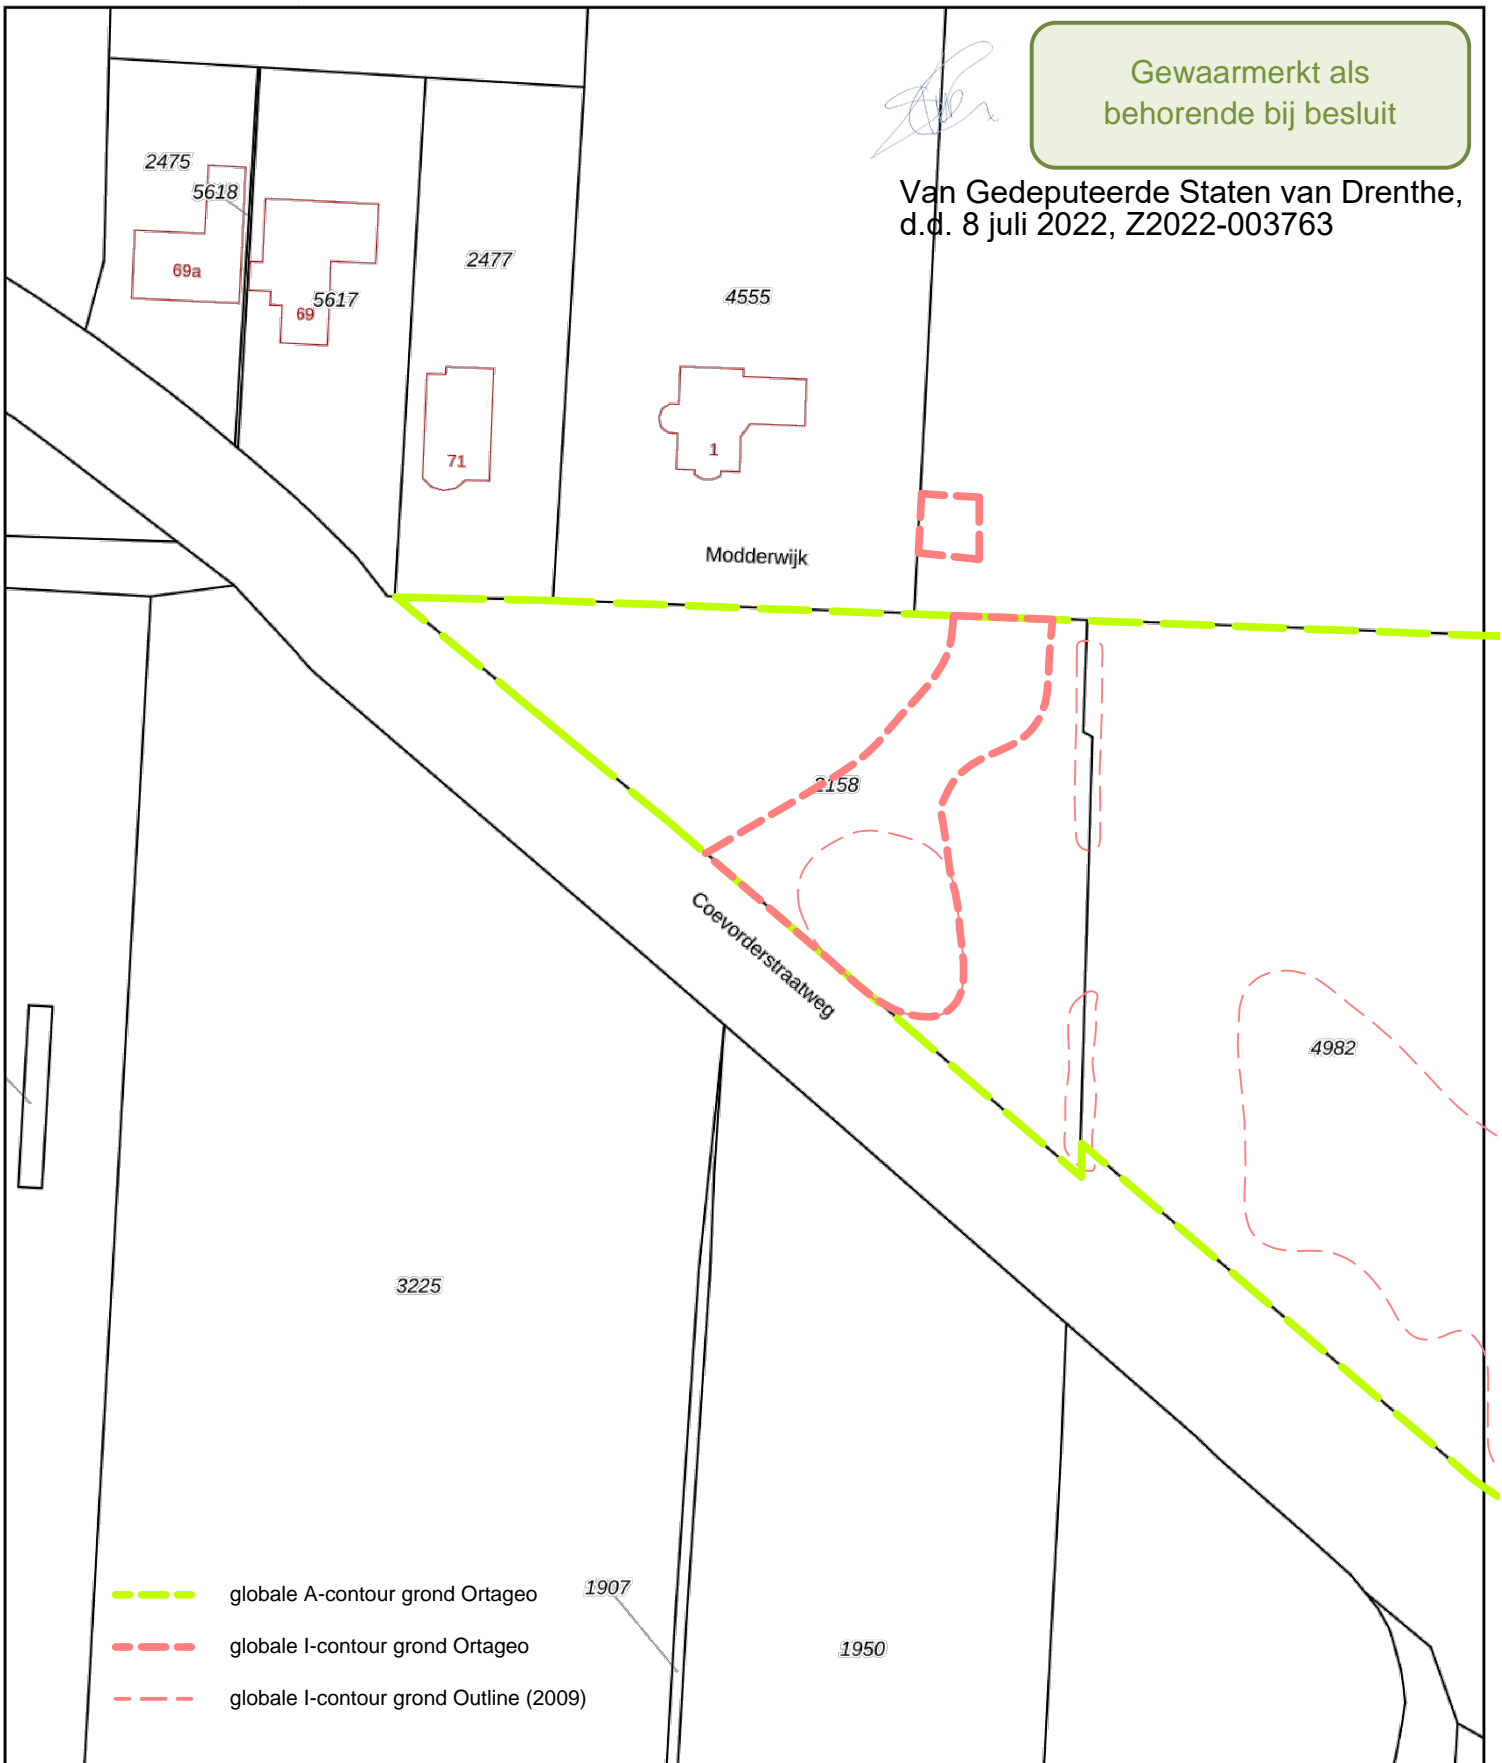 Gewaarmerkt als
behorende bij besluit
Van Gedeputeerde Staten van Drenthe,
d.d. 8 juli 2022, Z2022-003763
2475
5618
69a
5617
69
2477
4555
71
1
Modderwijk
2158
Coevorderstraatweg
4982
3225
globale A-contour grond Ortageo
1907
globale I-contour grond Ortageo
1950
globale I-contour grond Outline (2009)